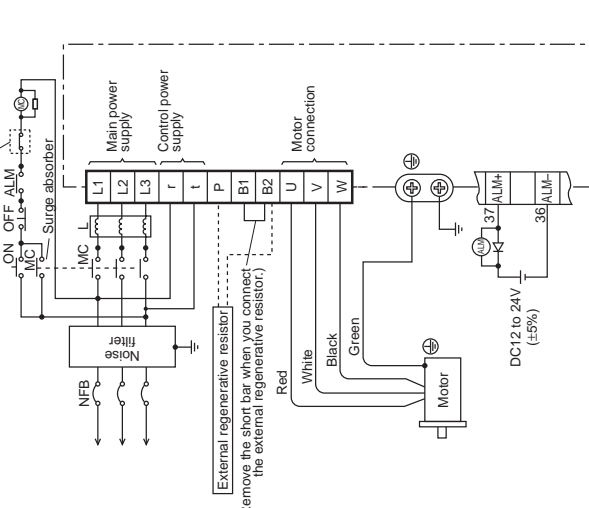 MC
ON OFF ALM
MC
Surge absorber
Main power
supply
Control power
supply
Motor
connection
L1
L2
L3
r
t
P
B1
B2
U
V
W
L
MC
Noise
filter
NFB
External regenerative resistor
emove the short bar when you connect
the external regenerative resistor.)
Red
White
Black
Green
Motor
37 ALM+
36 ALM−
ALM
DC12 to 24V
(±5%)